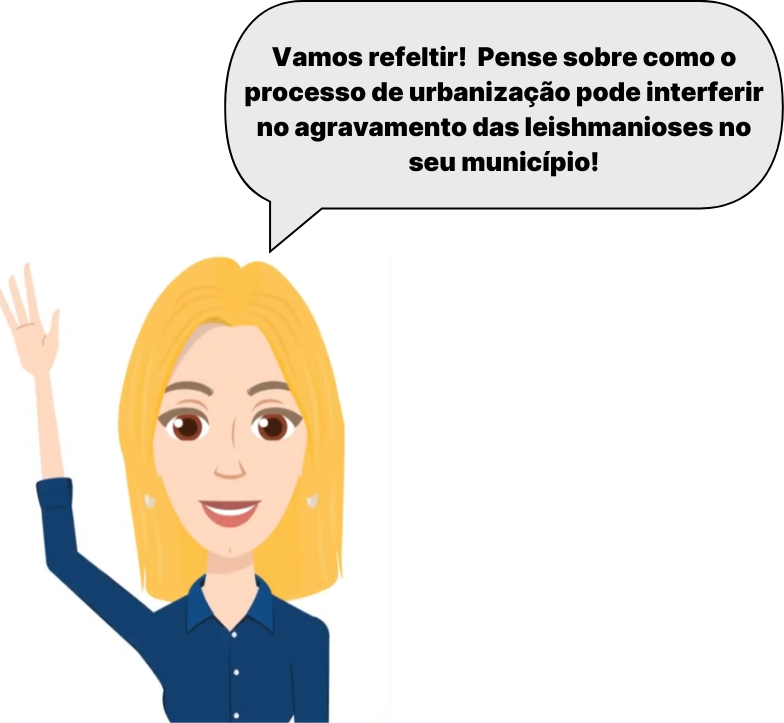 Vamos refeltir!  Pense sobre como o
processo de urbanização pode interferir
no agravamento das leishmanioses no
seu município!